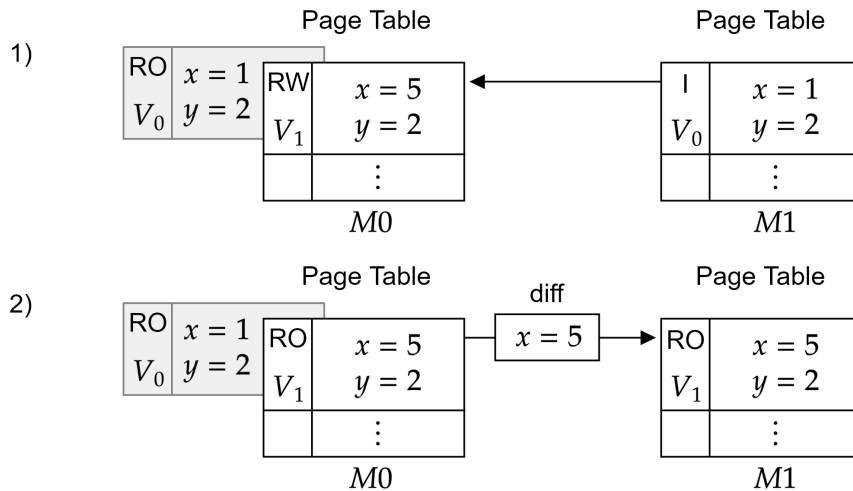 1)
Page Table
Page Table
RO x = 1
V₀ y = 2
RW x = 5
V₁ y = 2
⋮
M0
I x = 1
V₀ y = 2
⋮
M1
2)
Page Table
Page Table
RO x = 1
V₀ y = 2
RO x = 5
V₁ y = 2
⋮
M0
diff
x = 5
RO x = 5
V₁ y = 2
⋮
M1